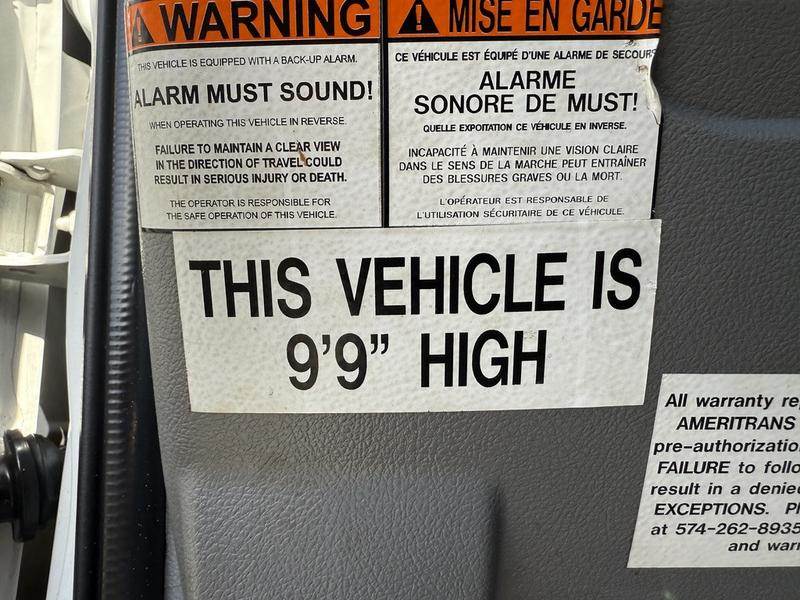 WARNING
THIS VEHICLE IS EQUIPPED WITH A BACK-UP ALARM.
ALARM MUST SOUND!
WHEN OPERATING THIS VEHICLE IN REVERSE.
FAILURE TO MAINTAIN A CLEAR VIEW
IN THE DIRECTION OF TRAVEL COULD
RESULT IN SERIOUS INJURY OR DEATH.
THE OPERATOR IS RESPONSIBLE FOR
THE SAFE OPERATION OF THIS VEHICLE.
MISE EN GARDE
CE VÉHICULE EST ÉQUIPÉ D'UNE ALARME DE SECOURS
ALARME
SONORE DE MUST!
QUELLE EXPOITATION CE VÉHICULE EN INVERSE.
INCAPACITÉ À MAINTENIR UNE VISION CLAIRE
DANS LE SENS DE LA MARCHE PEUT ENTRAÎNER
DES BLESSURES GRAVES OU LA MORT.
L'OPÉRATEUR EST RESPONSABLE DE
L'UTILISATION SÉCURITAIRE DE CE VÉHICULE.
THIS VEHICLE IS
9'9" HIGH
All warranty
AMERITRANS
FAILURE to
result in a
EXCEPTIONS.
at 574-262-8935
and